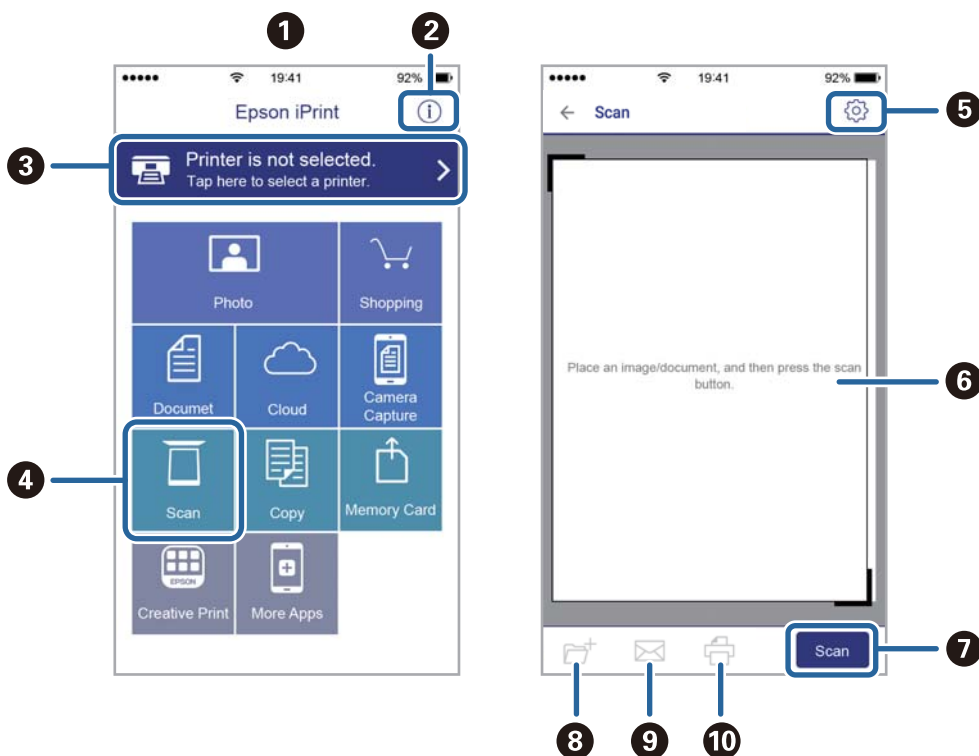 1
2
19:41
92%
Epson iPrint
i
3
Printer is not selected.
Tap here to select a printer.
Photo
Shopping
Documet
Cloud
Camera
Capture
4
Scan
Copy
Memory Card
EPSON
Creative Print
More Apps
19:41
92%
Scan
5
Place an image/document, and then press the scan
button.
6
Scan
7
8
9
10